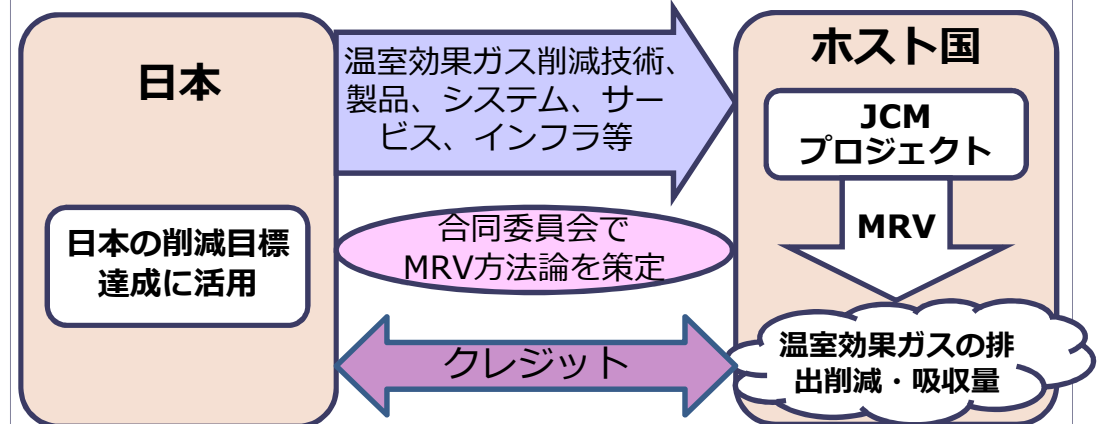 日本
温室効果ガス削減技術、
製品、システム、サー
ビス、インフラ等
ホスト国
JCM
プロジェクト
MRV
日本の削減目標
達成に活用
合同委員会で
MRV方法論を策定
クレジット
温室効果ガスの排
出削減・吸収量